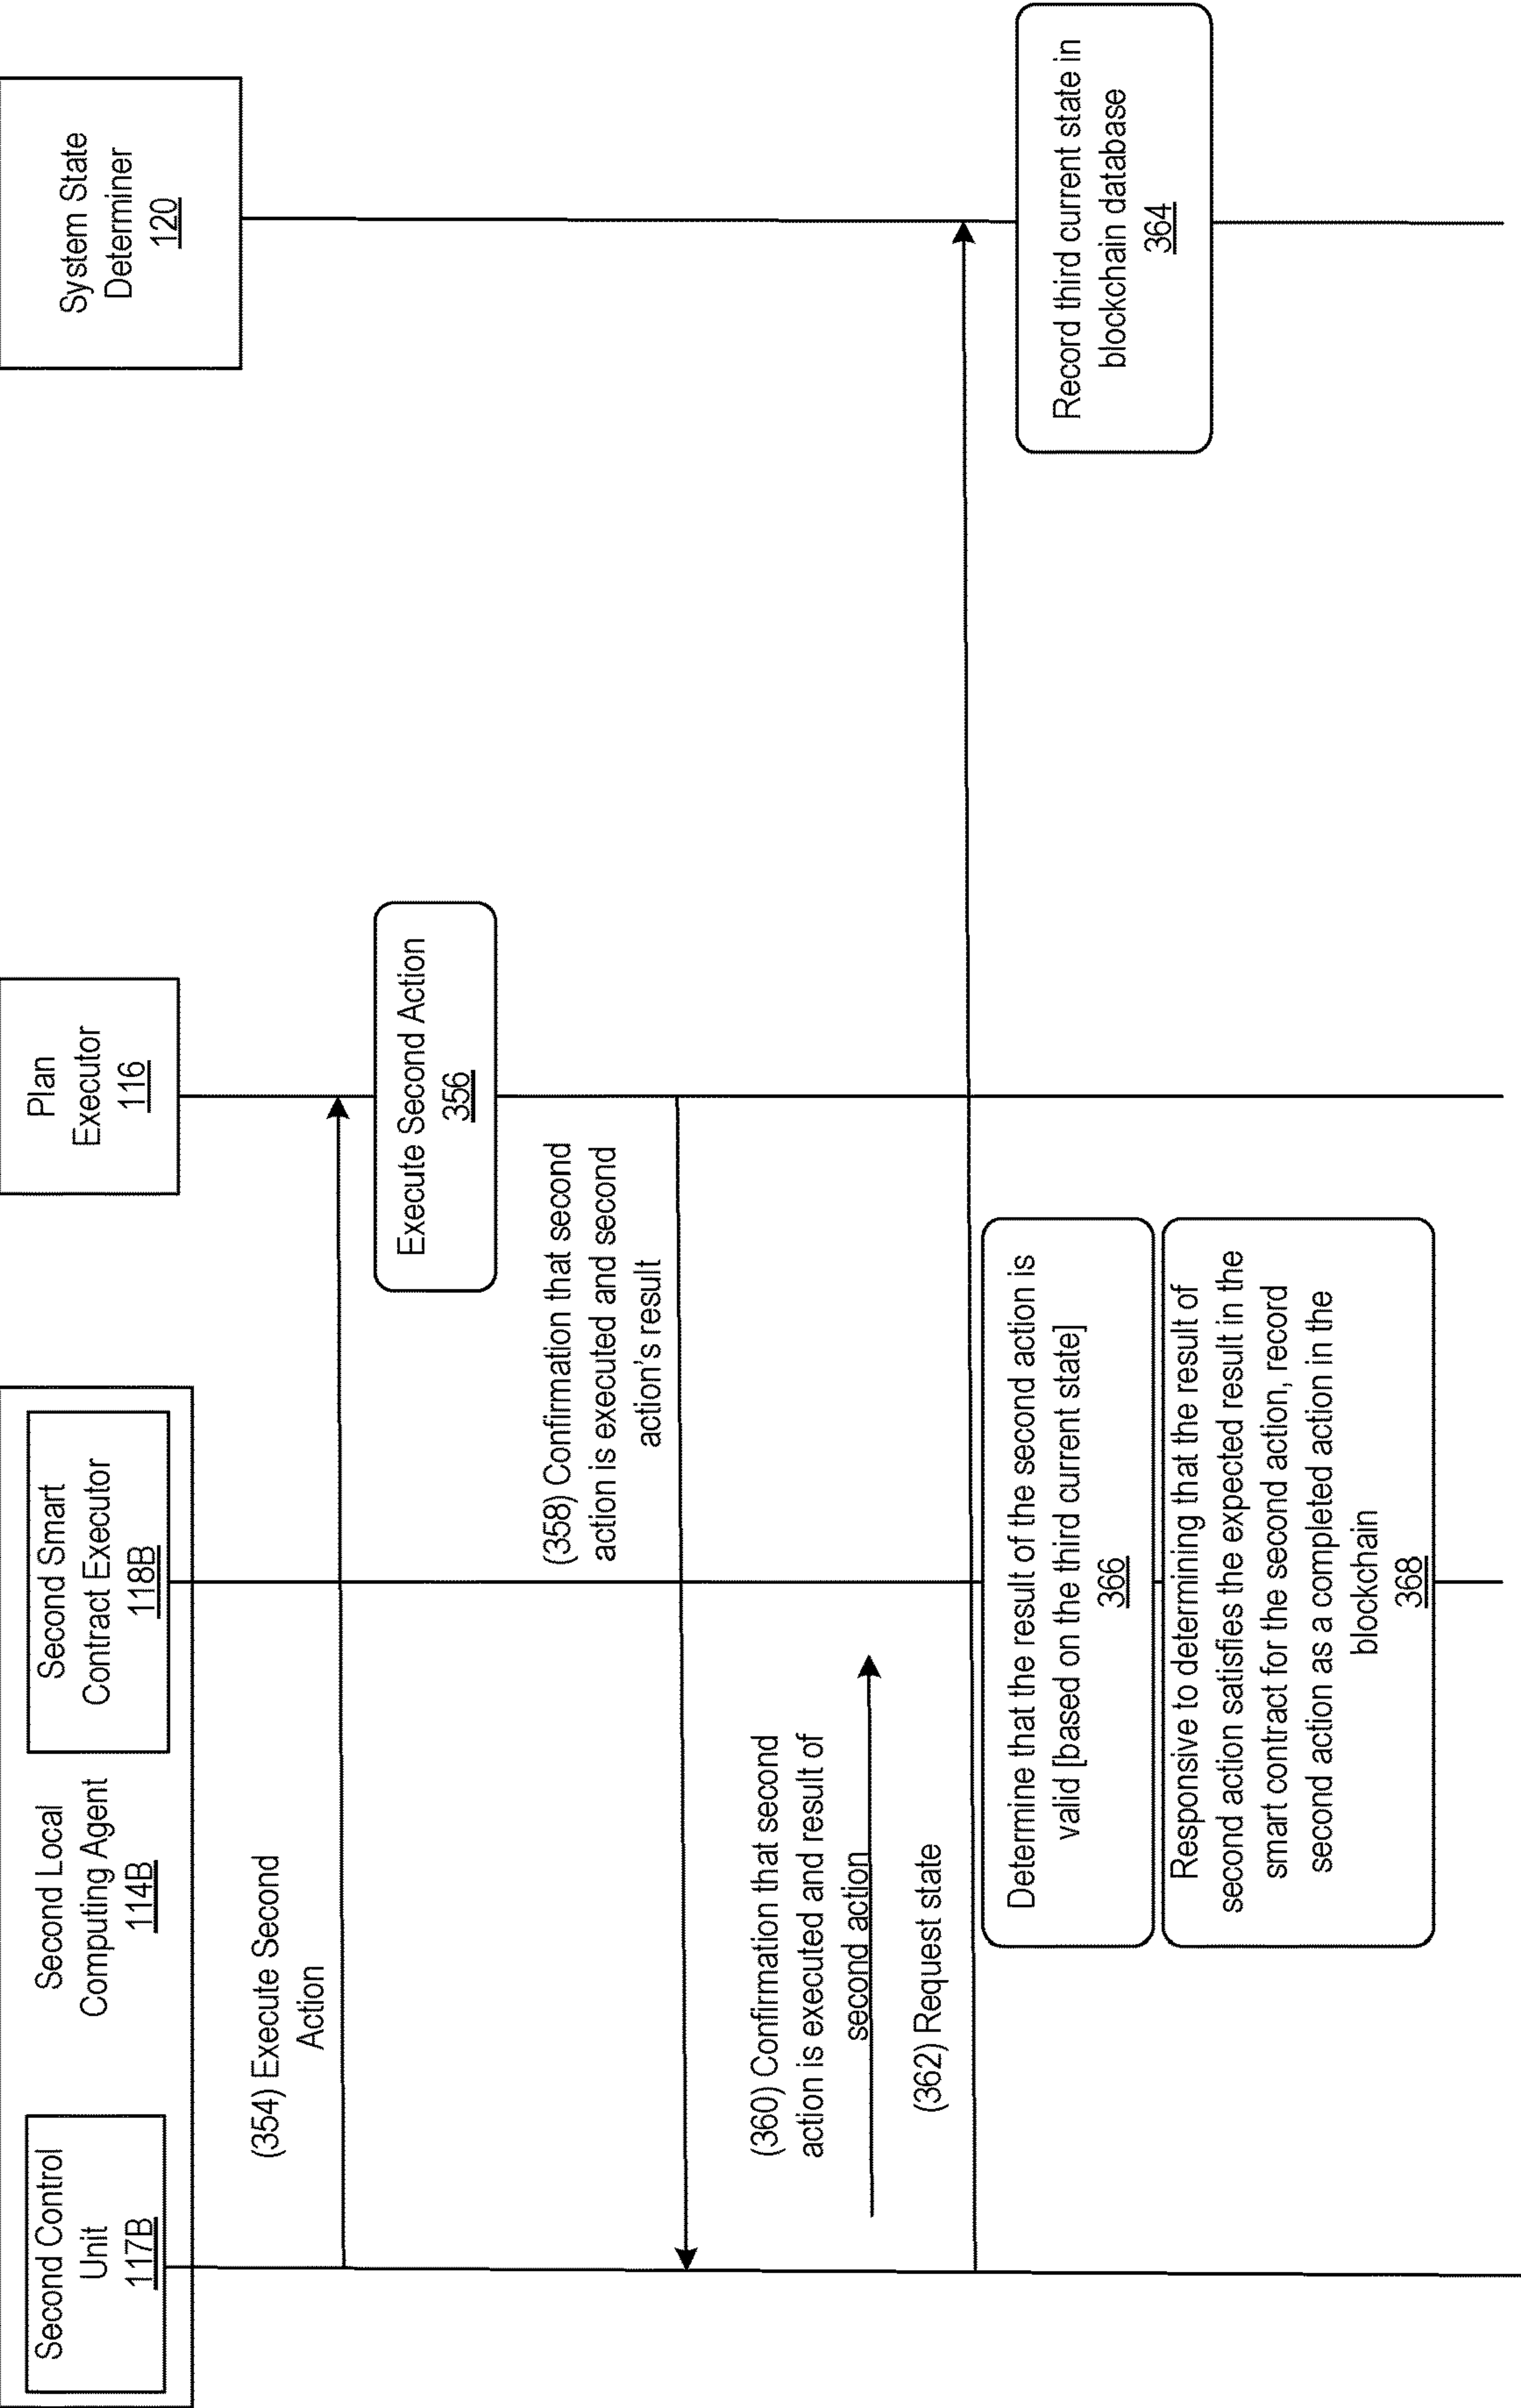 Second Control
Unit
117B
Second Local
Computing Agent
114B
Second Smart
Contract Executor
118B
Plan
Executor
116
System State
Determiner
120
(354) Execute Second
Action
Execute Second Action
356
(358) Confirmation that second
action is executed and second
action's result
(360) Confirmation that second
action is executed and result of
second action
(362) Request state
Record third current state in
blockchain database
364
Determine that the result of the second action is
valid [based on the third current state]
366
Responsive to determining that the result of
second action satisfies the expected result in the
smart contract for the second action, record
second action as a completed action in the
blockchain
368